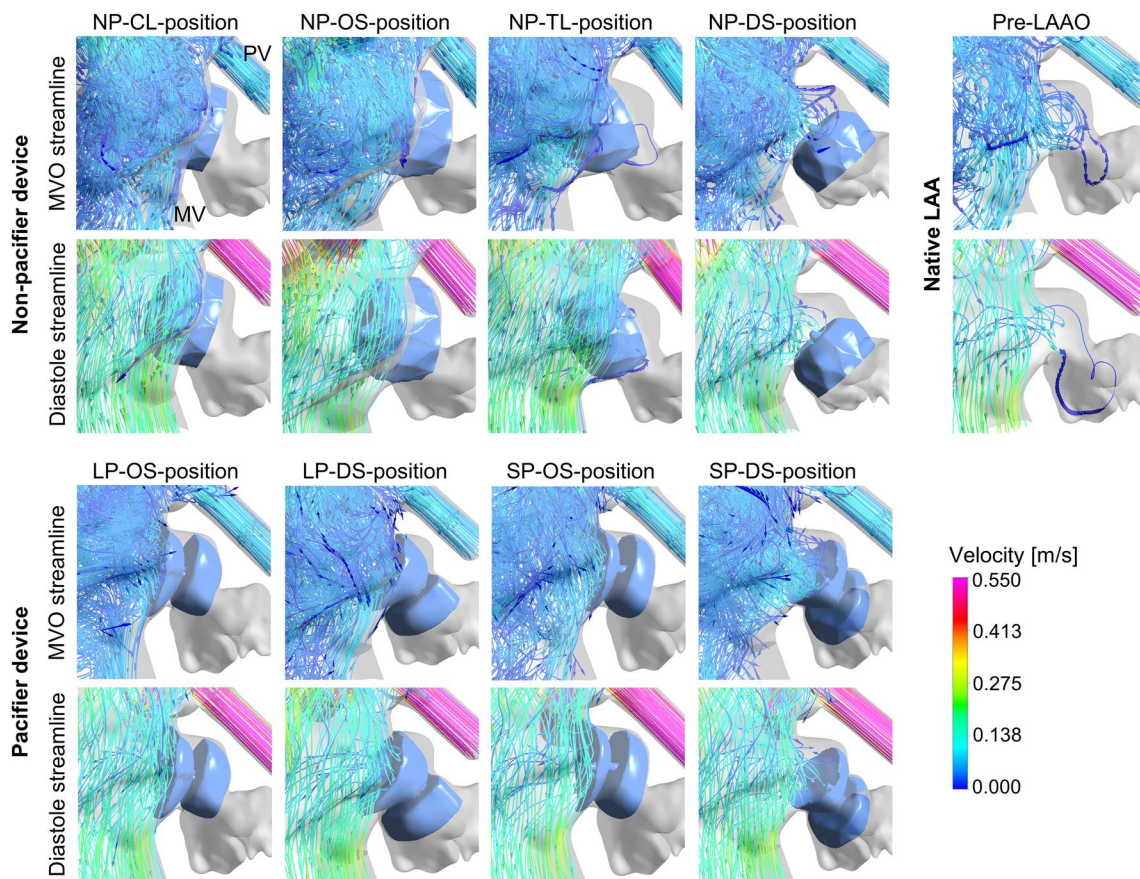 NP-CL-position
NP-OS-position
NP-TL-position
NP-DS-position
Pre-LAAO
Non-pacifier device
MVO streamline
PV
MV
Diastole streamline
Native LAA
LP-OS-position
LP-DS-position
SP-OS-position
SP-DS-position
Pacifier device
MVO streamline
Diastole streamline
Velocity [m/s]
0.550
0.413
0.275
0.138
0.000